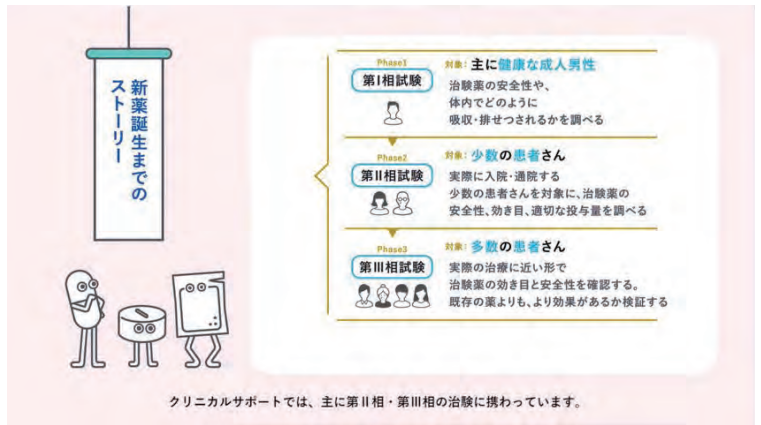 新薬誕生までの
ストーリー
Phase1
第Ⅰ相試験
対象：主に健康な成人男性
治験薬の安全性や、
体内でどのように
吸収・排せつされるかを調べる
Phase2
第Ⅱ相試験
対象：少数の患者さん
実際に入院・通院する
少数の患者さんを対象に、治験薬の
安全性、効き目、適切な投与量を調べる
Phase3
第Ⅲ相試験
対象：多数の患者さん
実際の治療に近い形で
治験薬の効き目と安全性を確認する。
既存の薬よりも、より効果があるか検証する
クリニカルサポートでは、主に第Ⅱ相・第Ⅲ相の治験に携わっています。